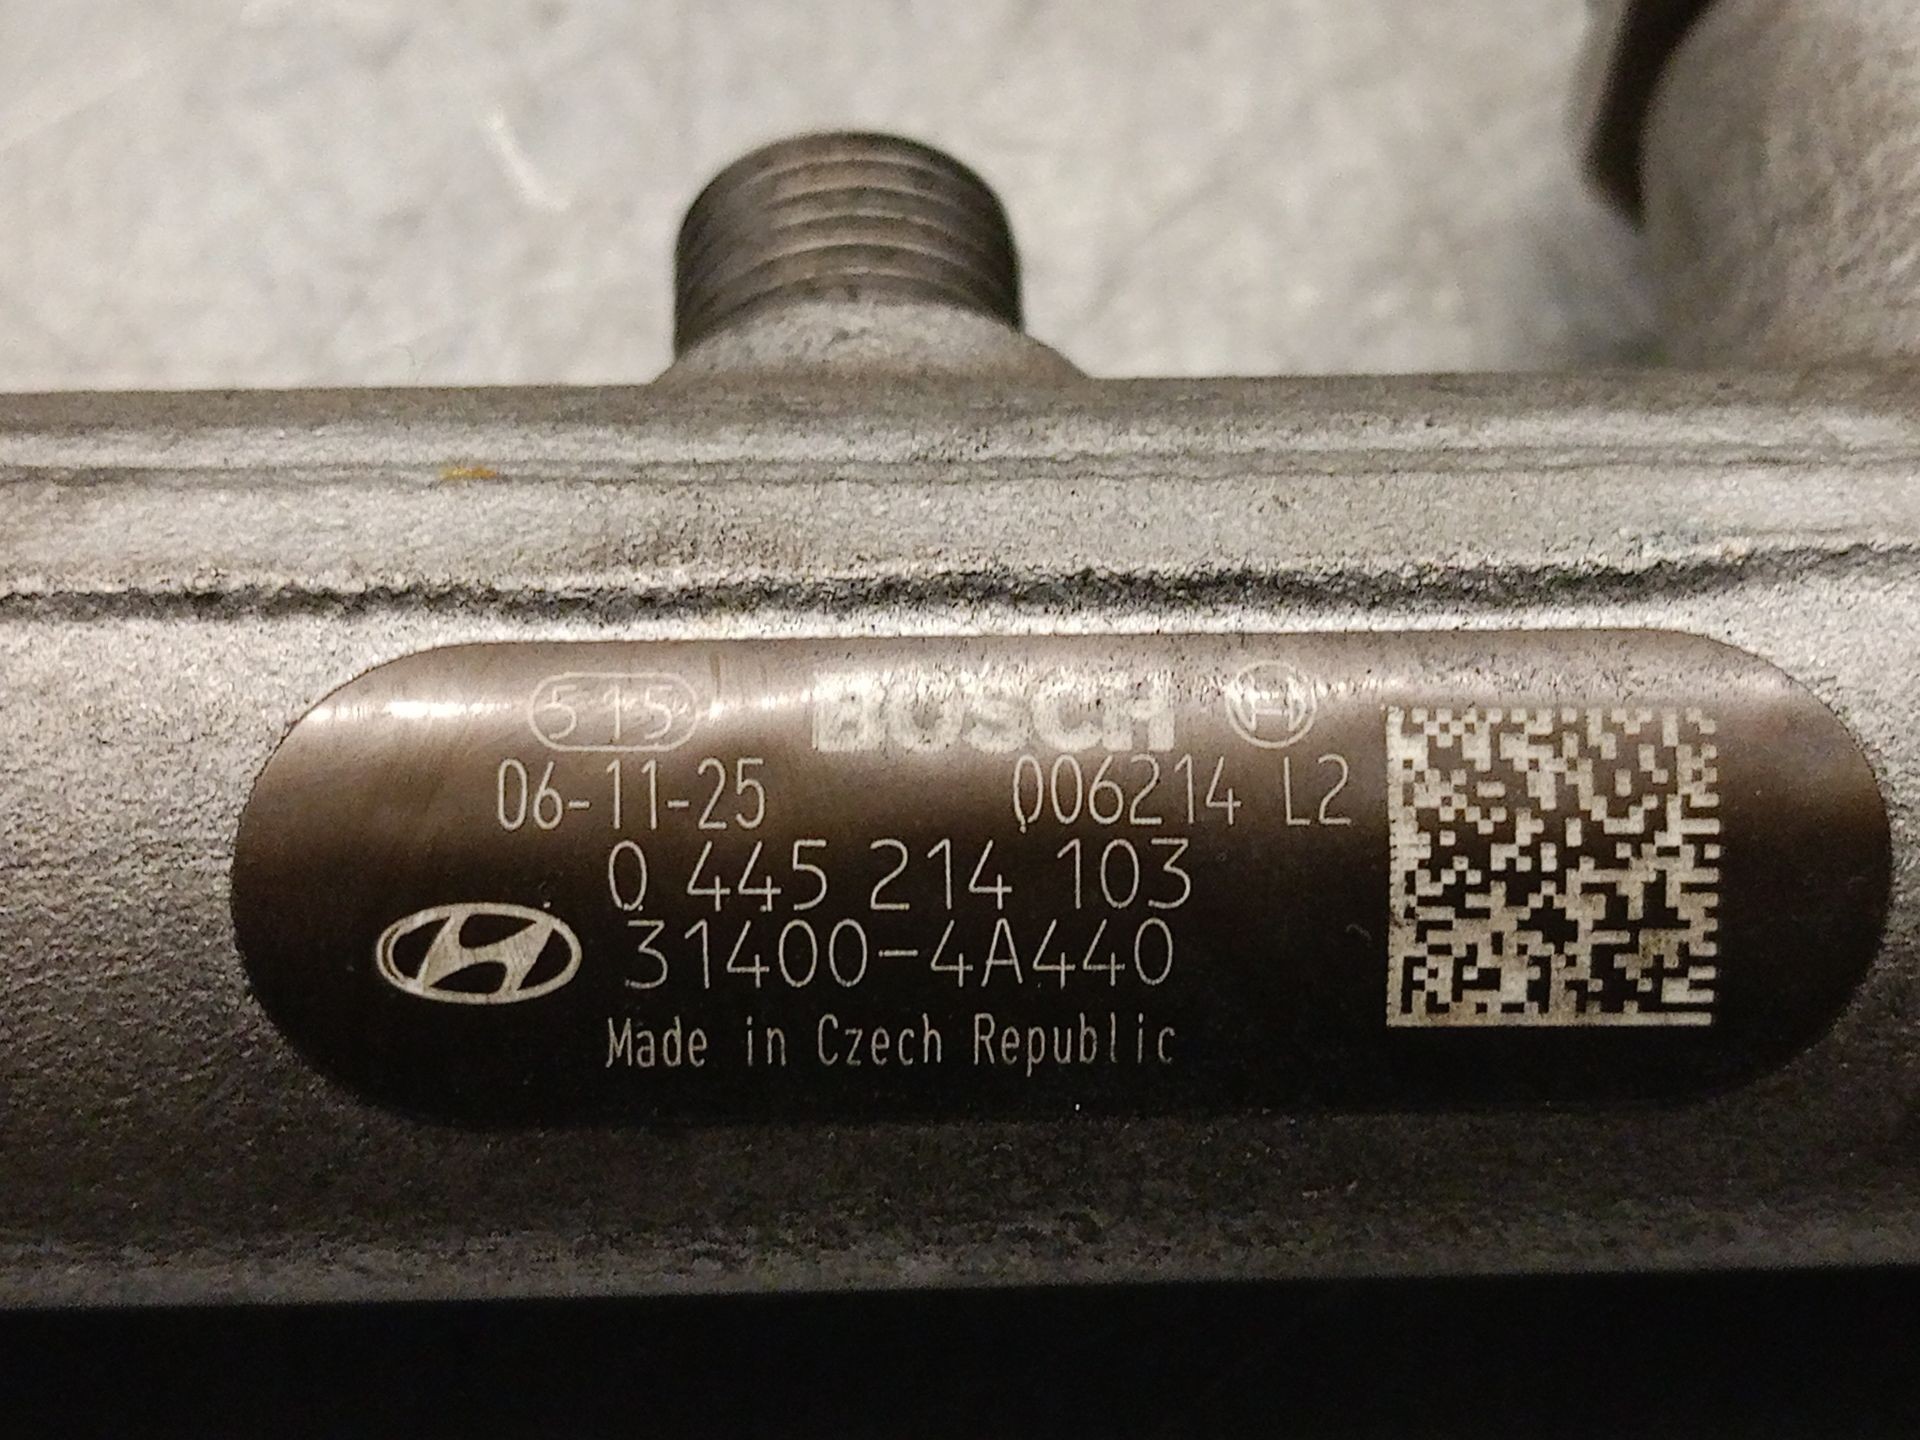 515 BOSCH
06-11-25 006214 L2
0 445 214 103
31400-4A440
Made in Czech Republic